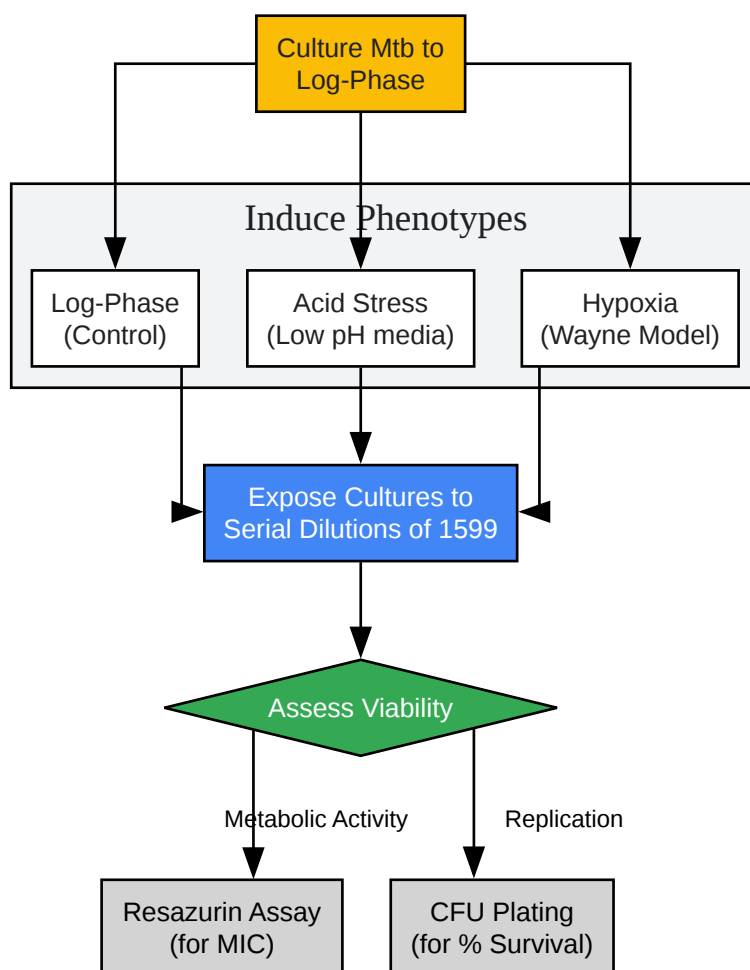 Culture Mtb to
Log-Phase
Induce Phenotypes
Log-Phase
(Control)
Acid Stress
(Low pH media)
Hypoxia
(Wayne Model)
Expose Cultures to
Serial Dilutions of 1599
Assess Viability
Metabolic Activity
Replication
Resazurin Assay
(for MIC)
CFU Plating
(for % Survival)